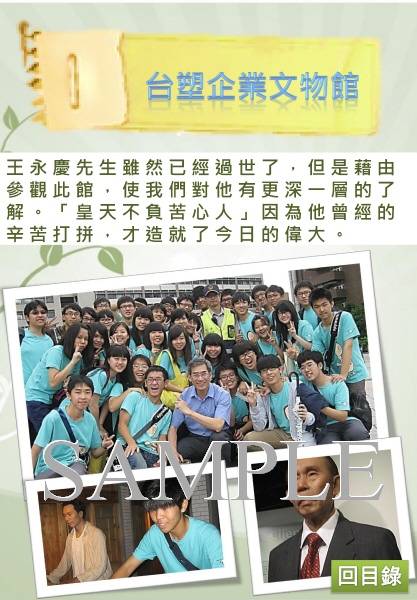 台塑企業文物館
王永慶先生雖然已經過世了，但是藉由
參觀此館，使我們對他有更深一層的了
解。「皇天不負苦心人」因為他曾經的
辛苦打拼，才造就了今日的偉大。
SAMPLE
回目錄